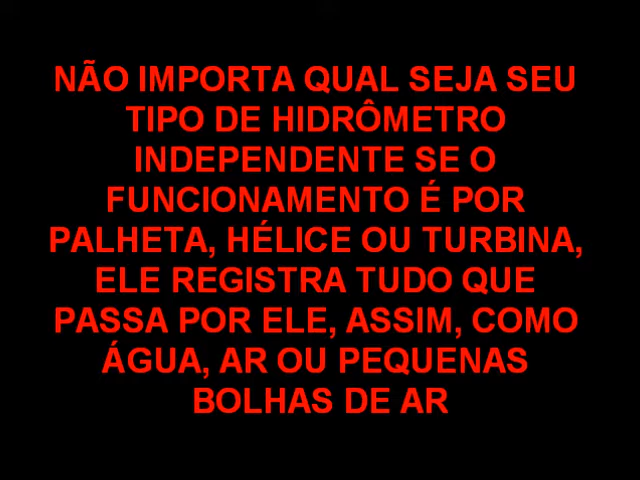 NÃO IMPORTA QUAL SEJA SEU
TIPO DE HIDRÔMETRO
INDEPENDENTE SE O
FUNCIONAMENTO É POR
PALHETA, HÉLICE OU TURBINA,
ELE REGISTRA TUDO QUE
PASSA POR ELE, ASSIM, COMO
ÁGUA, AR OU PEQUENAS
BOLHAS DE AR